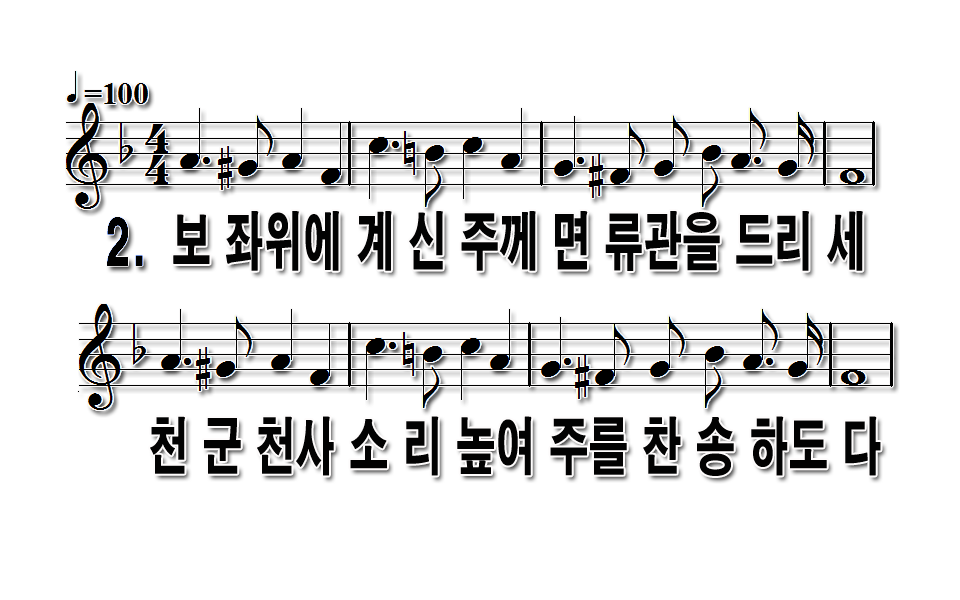 =100
2. 보 좌위에 계 신 주께 면 류관을 드리 세
천 군 천사 소 리 높여 주를 찬 송 하도 다